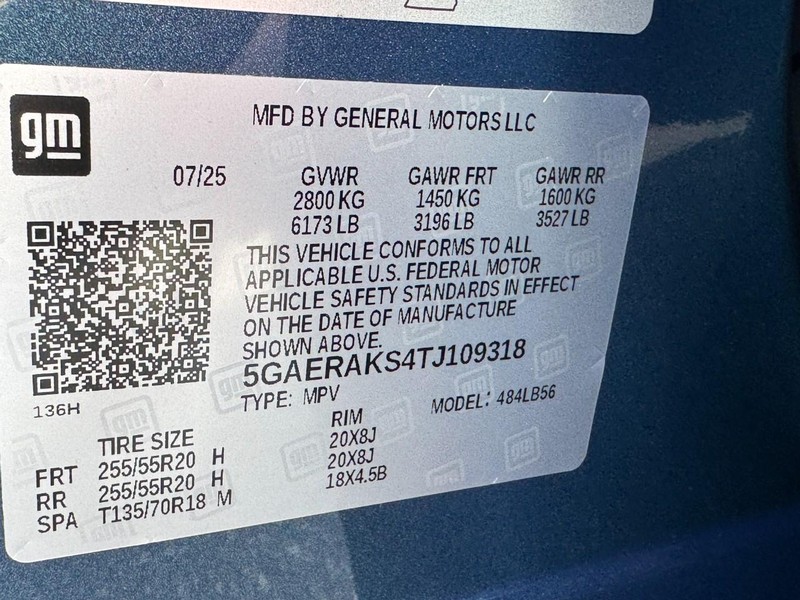 gm
MFD BY GENERAL MOTORS LLC
07/25 GVWR GAWR FRT GAWR RR
2800 KG 1450 KG 1600 KG
6173 LB 3196 LB 3527 LB
THIS VEHICLE CONFORMS TO ALL
APPLICABLE U.S. FEDERAL MOTOR
VEHICLE SAFETY STANDARDS IN EFFECT
ON THE DATE OF MANUFACTURE
SHOWN ABOVE.
5GAERAKS4TJ109318
TYPE: MPV MODEL: 484LB56
136H
TIRE SIZE RIM
FRT 255/55R20 H 20X8J
RR 255/55R20 H 20X8J
SPA T135/70R18 M 18X4.5B